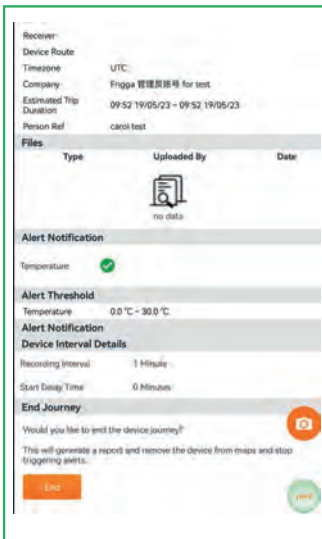 Receiver
Device Route
Timezone UTC
Company Frigga 管理员账号 for test
Estimated Trip Duration 09:52 19/05/23 ~ 09:52 19/05/23
Person Ref carol test
Files
Type Uploaded By Date
no data
Alert Notification
Temperature
Alert Threshold
Temperature 0.0 °C ~ 30.0 °C
Alert Notification
Device Interval Details
Recording Interval 1 Minute
Start Delay Time 0 Minutes
End Journey
Would you like to end the device journey?
This will generate a report and remove the device from maps and stop
triggering alerts.
End